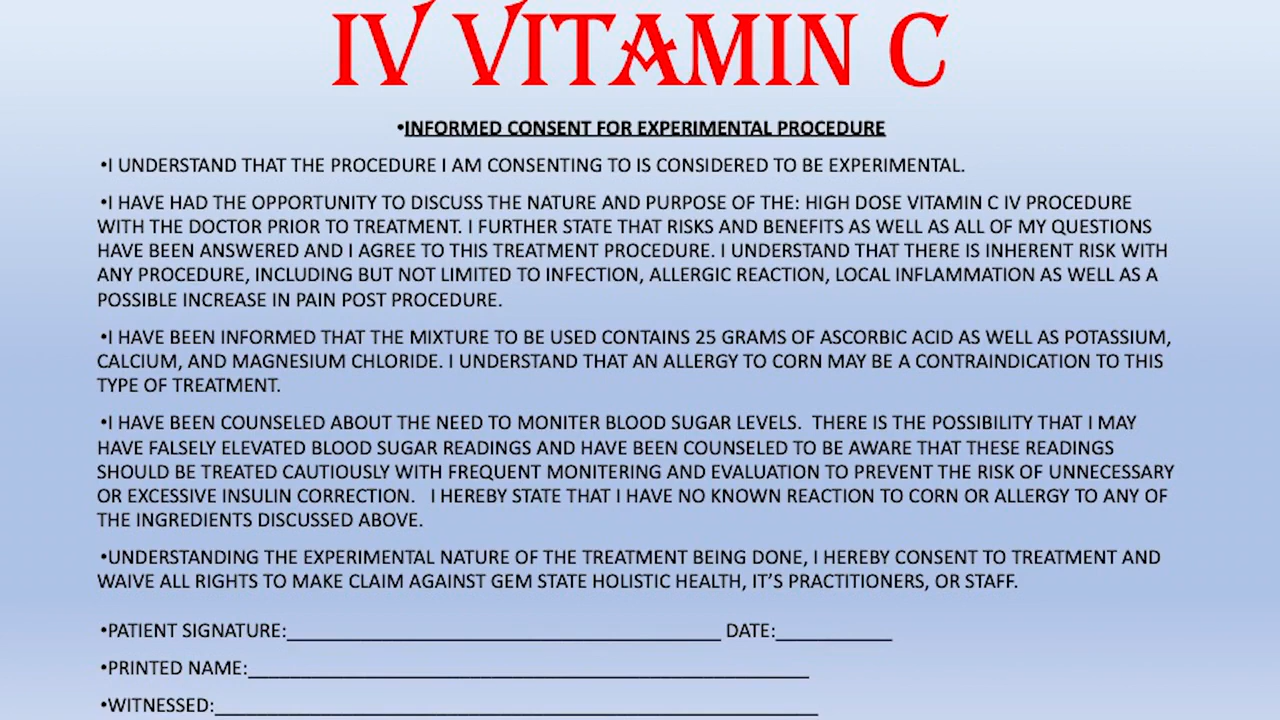 IV VITAMIN C
•INFORMED CONSENT FOR EXPERIMENTAL PROCEDURE
•I UNDERSTAND THAT THE PROCEDURE I AM CONSENTING TO IS CONSIDERED TO BE EXPERIMENTAL.
•I HAVE HAD THE OPPORTUNITY TO DISCUSS THE NATURE AND PURPOSE OF THE: HIGH DOSE VITAMIN C IV PROCEDURE
WITH THE DOCTOR PRIOR TO TREATMENT. I FURTHER STATE THAT RISKS AND BENEFITS AS WELL AS ALL OF MY QUESTIONS
HAVE BEEN ANSWERED AND I AGREE TO THIS TREATMENT PROCEDURE. I UNDERSTAND THAT THERE IS INHERENT RISK WITH
ANY PROCEDURE, INCLUDING BUT NOT LIMITED TO INFECTION, ALLERGIC REACTION, LOCAL INFLAMMATION AS WELL AS A
POSSIBLE INCREASE IN PAIN POST PROCEDURE.
•I HAVE BEEN INFORMED THAT THE MIXTURE TO BE USED CONTAINS 25 GRAMS OF ASCORBIC ACID AS WELL AS POTASSIUM,
CALCIUM, AND MAGNESIUM CHLORIDE. I UNDERSTAND THAT AN ALLERGY TO CORN MAY BE A CONTRAINDICATION TO THIS
TYPE OF TREATMENT.
•I HAVE BEEN COUNSELED ABOUT THE NEED TO MONITER BLOOD SUGAR LEVELS.  THERE IS THE POSSIBILITY THAT I MAY
HAVE FALSELY ELEVATED BLOOD SUGAR READINGS AND HAVE BEEN COUNSELED TO BE AWARE THAT THESE READINGS
SHOULD BE TREATED CAUTIOUSLY WITH FREQUENT MONITERING AND EVALUATION TO PREVENT THE RISK OF UNNECESSARY
OR EXCESSIVE INSULIN CORRECTION.   I HEREBY STATE THAT I HAVE NO KNOWN REACTION TO CORN OR ALLERGY TO ANY OF
THE INGREDIENTS DISCUSSED ABOVE.
•UNDERSTANDING THE EXPERIMENTAL NATURE OF THE TREATMENT BEING DONE, I HEREBY CONSENT TO TREATMENT AND
WAIVE ALL RIGHTS TO MAKE CLAIM AGAINST GEM STATE HOLISTIC HEALTH, IT’S PRACTITIONERS, OR STAFF.
•PATIENT SIGNATURE:___________________________________________ DATE:___________
•PRINTED NAME:_______________________________________________________
•WITNESSED:___________________________________________________________